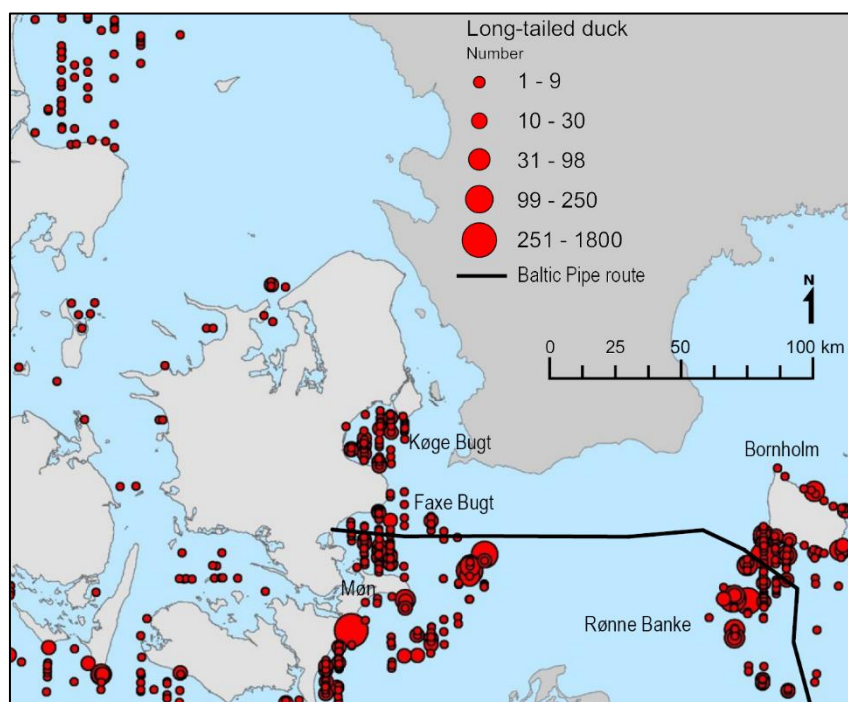 Long-tailed duck
Number
1 - 9
10 - 30
31 - 98
99 - 250
251 - 1800
Baltic Pipe route
N
0 25 50 100 km
Køge Bugt
Bornholm
Faxe Bugt
Møn
Rønne Banke